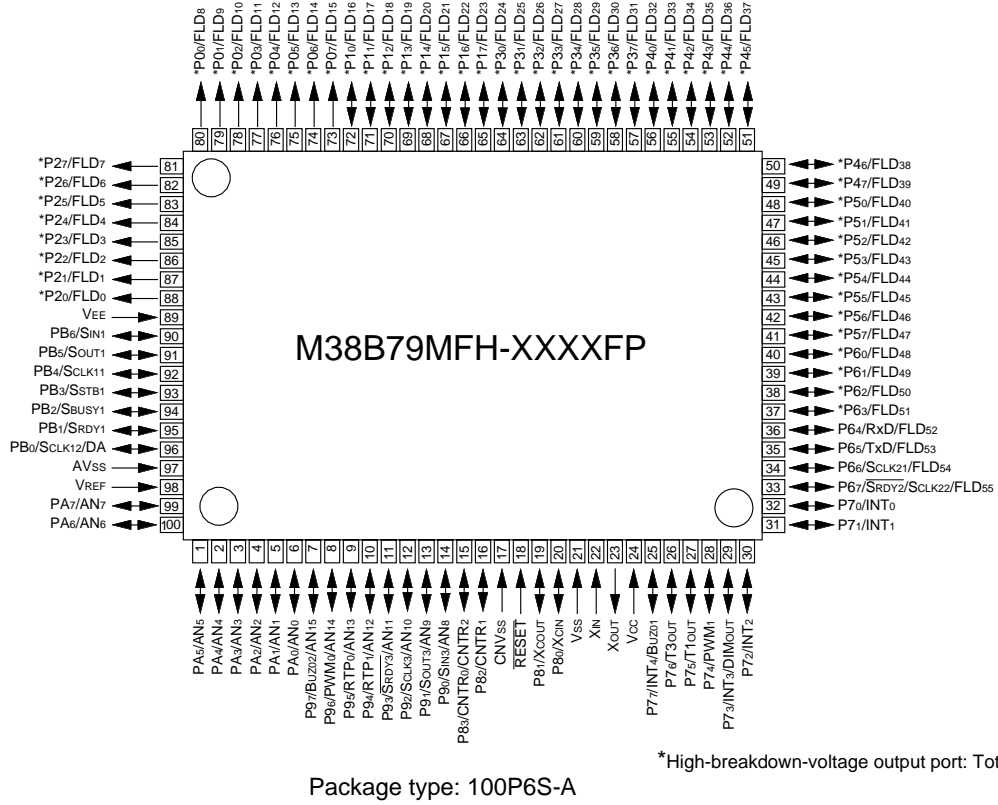 *P00/FLD8
*P01/FLD9
*P02/FLD10
*P03/FLD11
*P04/FLD12
*P05/FLD13
*P06/FLD14
*P07/FLD15
*P10/FLD16
*P11/FLD17
*P12/FLD18
*P13/FLD19
*P14/FLD20
*P15/FLD21
*P16/FLD22
*P17/FLD23
*P30/FLD24
*P31/FLD25
*P32/FLD26
*P33/FLD27
*P34/FLD28
*P35/FLD29
*P36/FLD30
*P37/FLD31
*P40/FLD32
*P41/FLD33
*P42/FLD34
*P43/FLD35
*P44/FLD36
*P45/FLD37
80 79 78 77 76 75 74 73 72 71 70 69 68 67 66 65 64 63 62 61 60 59 58 57 56 55 54 53 52 51
*P27/FLD7 81
*P26/FLD6 82
*P25/FLD5 83
*P24/FLD4 84
*P23/FLD3 85
*P22/FLD2 86
*P21/FLD1 87
*P20/FLD0 88
VEE 89
PB6/SIN1 90
PB5/SOUT1 91
PB4/SCLK11 92
PB3/SSTB1 93
PB2/SBUSY1 94
PB1/SRDY1 95
PB0/SCLK12/DA 96
AVSS 97
VREF 98
PA7/AN7 99
PA6/AN6 100
M38B79MFH-XXXXFP
50 *P46/FLD38
49 *P47/FLD39
48 *P50/FLD40
47 *P51/FLD41
46 *P52/FLD42
45 *P53/FLD43
44 *P54/FLD44
43 *P55/FLD45
42 *P56/FLD46
41 *P57/FLD47
40 *P60/FLD48
39 *P61/FLD49
38 *P62/FLD50
37 *P63/FLD51
36 P64/RxD/FLD52
35 P65/TxD/FLD53
34 P66/SCLK21/FLD54
33 P67/SRDY2/SCLK22/FLD55
32 P70/INT0
31 P71/INT1
1 2 3 4 5 6 7 8 9 10 11 12 13 14 15 16 17 18 19 20 21 22 23 24 25 26 27 28 29 30
PA5/AN5
PA4/AN4
PA3/AN3
PA2/AN2
PA1/AN1
PA0/AN0
P97/BUZ02/AN15
P96/PWM0/AN14
P95/RTP0/AN13
P94/RTP1/AN12
P93/SRDY3/AN11
P92/SCLK3/AN10
P91/SOUT3/AN9
P90/SIN3/AN8
P83/CNTR0/CNTR2
P82/CNTR1
CNVSS
RESET
P81/XCOUT
P80/XCIN
VSS
XIN
XOUT
VCC
P77/INT4/BUZ01
P76/T3OUT
P75/T1OUT
P74/PWM1
P73/INT3/DIMOUT
P72/INT2
*High-breakdown-voltage output port: Tot
Package type: 100P6S-A